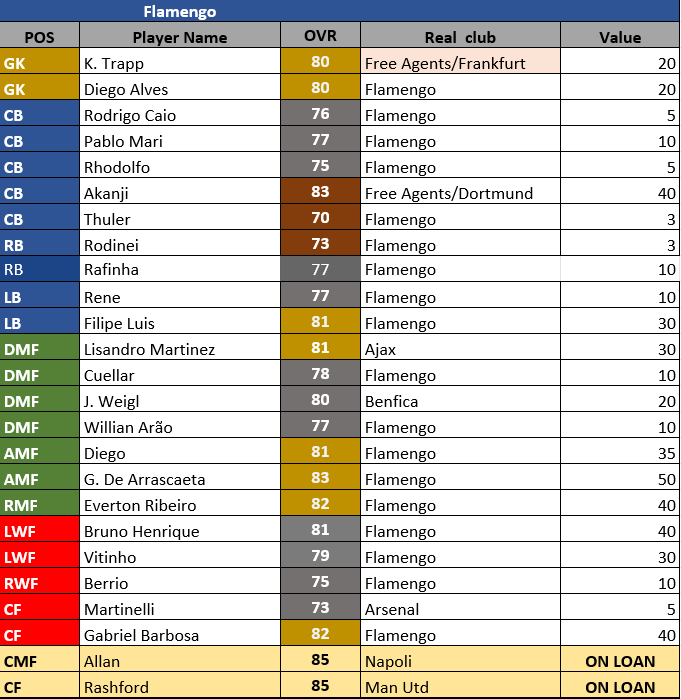 Flamengo
POS Player Name OVR Real club Value
GK K. Trapp 80 Free Agents/Frankfurt 20
GK Diego Alves 80 Flamengo 20
CB Rodrigo Caio 76 Flamengo 5
CB Pablo Mari 77 Flamengo 10
CB Rhodolfo 75 Flamengo 5
CB Akanji 83 Free Agents/Dortmund 40
CB Thuler 70 Flamengo 3
RB Rodinei 73 Flamengo 3
RB Rafinha 77 Flamengo 10
LB Rene 77 Flamengo 10
LB Filipe Luis 81 Flamengo 30
DMF Lisandro Martinez 81 Ajax 30
DMF Cuellar 78 Flamengo 10
DMF J. Weigl 80 Benfica 20
DMF Willian Arão 77 Flamengo 10
AMF Diego 81 Flamengo 35
AMF G. De Arrascaeta 83 Flamengo 50
RMF Everton Ribeiro 82 Flamengo 40
LWF Bruno Henrique 81 Flamengo 40
LWF Vitinho 79 Flamengo 30
RWF Berrio 75 Flamengo 10
CF Martinelli 73 Arsenal 5
CF Gabriel Barbosa 82 Flamengo 40
CMF Allan 85 Napoli ON LOAN
CF Rashford 85 Man Utd ON LOAN